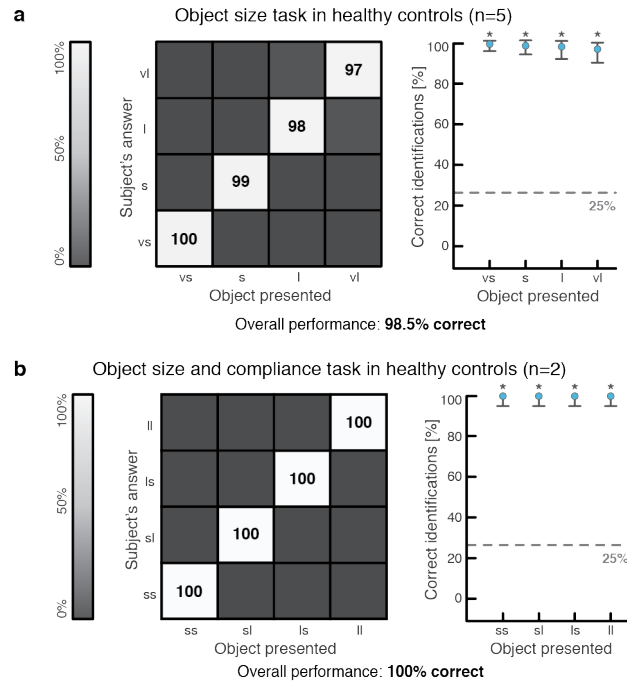 a
Object size task in healthy controls (n=5)
100%
50%
0%
Subject's answer
vl
l
s
vs
97
98
99
100
vs s l vl
Object presented
Correct identifications [%]
100
80
60
40
20
0
* * * *
25%
vs s l vl
Object presented
Overall performance: 98.5% correct
b
Object size and compliance task in healthy controls (n=2)
100%
50%
0%
Subject's answer
ll
ls
sl
ss
100
100
100
100
ss sl ls ll
Object presented
Correct identifications [%]
100
80
60
40
20
0
* * * *
25%
ss sl ls ll
Object presented
Overall performance: 100% correct